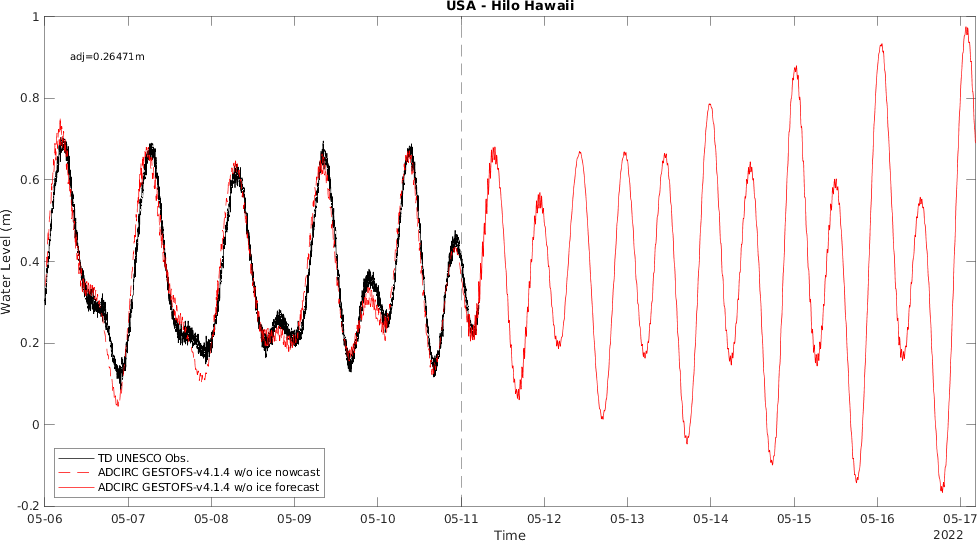 USA - Hilo Hawaii
adj=0.26471m
1
0.8
0.6
0.4
0.2
0
-0.2
Water Level (m)
TD UNESCO Obs.
ADCIRC GESTOFS-v4.1.4 w/o ice nowcast
ADCIRC GESTOFS-v4.1.4 w/o ice forecast
05-06 05-07 05-08 05-09 05-10 05-11 05-12 05-13 05-14 05-15 05-16 05-17
Time
2022